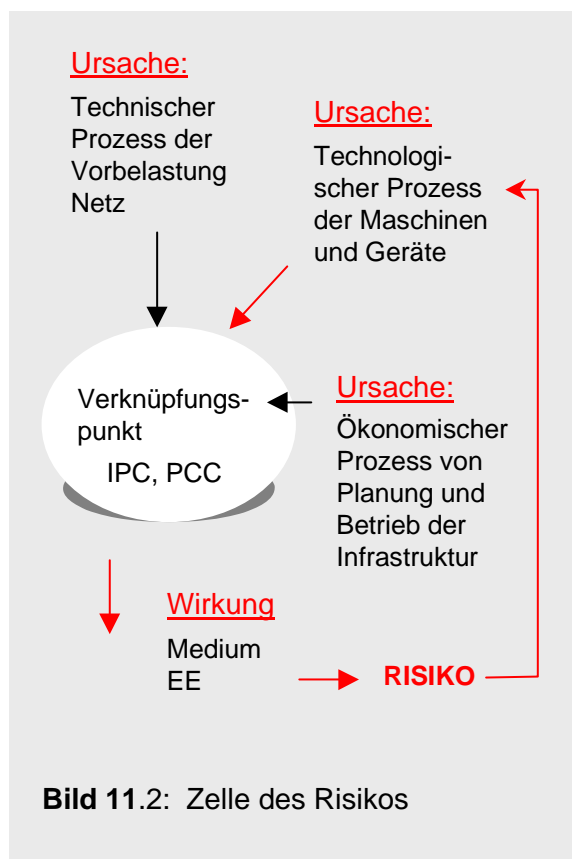 Ursache:
Technischer
Prozess der
Vorbelastung
Netz
Ursache:
Technologi-
scher Prozess
der Maschinen
und Geräte
Verknüpfungs-
punkt
IPC, PCC
Ursache:
Ökonomischer
Prozess von
Planung und
Betrieb der
Infrastruktur
Wirkung
Medium
EE
RISIKO
Bild 11.2: Zelle des Risikos